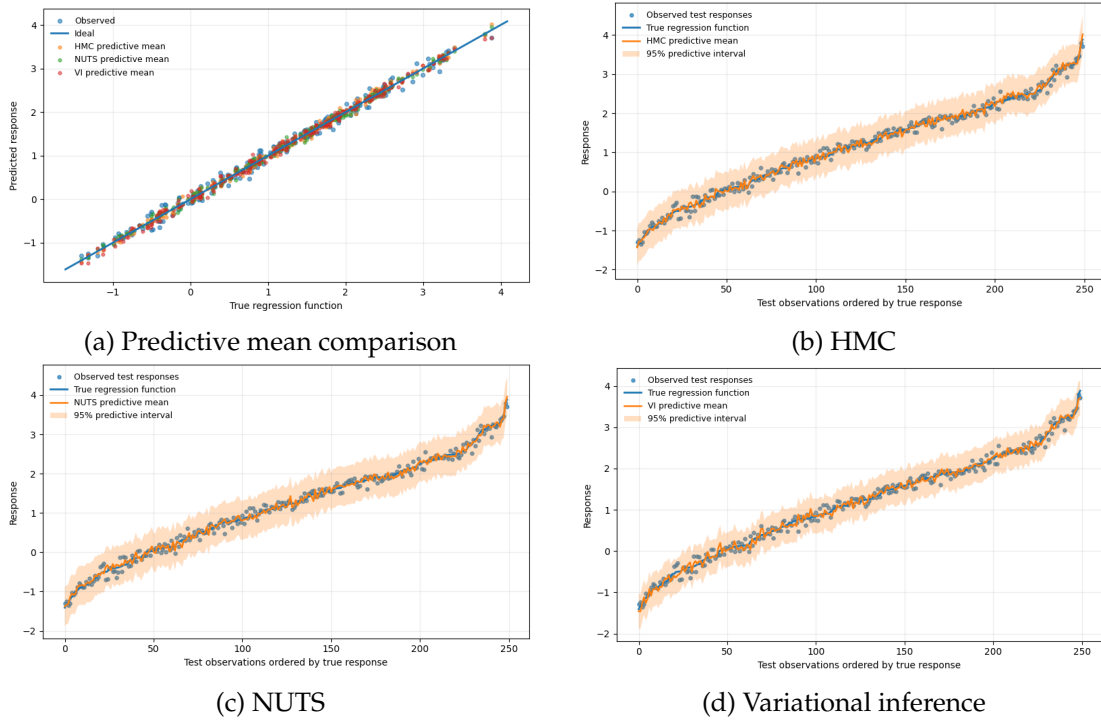 Observed
Ideal
HMC predictive mean
NUTS predictive mean
VI predictive mean
Predicted response
4
3
2
1
0
−1
−1 0 1 2 3 4
True regression function
(a) Predictive mean comparison
Observed test responses
True regression function
HMC predictive mean
95% predictive interval
Response
4
3
2
1
0
−1
−2
0 50 100 150 200 250
Test observations ordered by true response
(b) HMC
Observed test responses
True regression function
NUTS predictive mean
95% predictive interval
Response
4
3
2
1
0
−1
−2
0 50 100 150 200 250
Test observations ordered by true response
(c) NUTS
Observed test responses
True regression function
VI predictive mean
95% predictive interval
Response
4
3
2
1
0
−1
−2
0 50 100 150 200 250
Test observations ordered by true response
(d) Variational inference